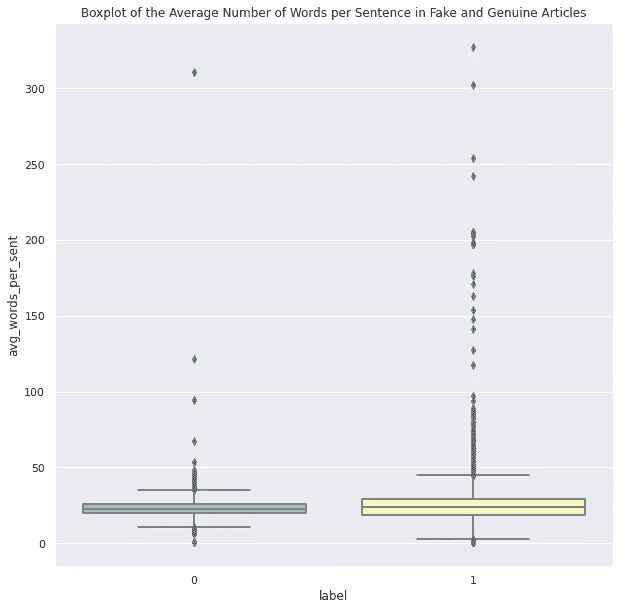 Boxplot of the Average Number of Words per Sentence in Fake and Genuine Articles
300
250
200
150
100
50
0
avg_words_per_sent
0 1
label